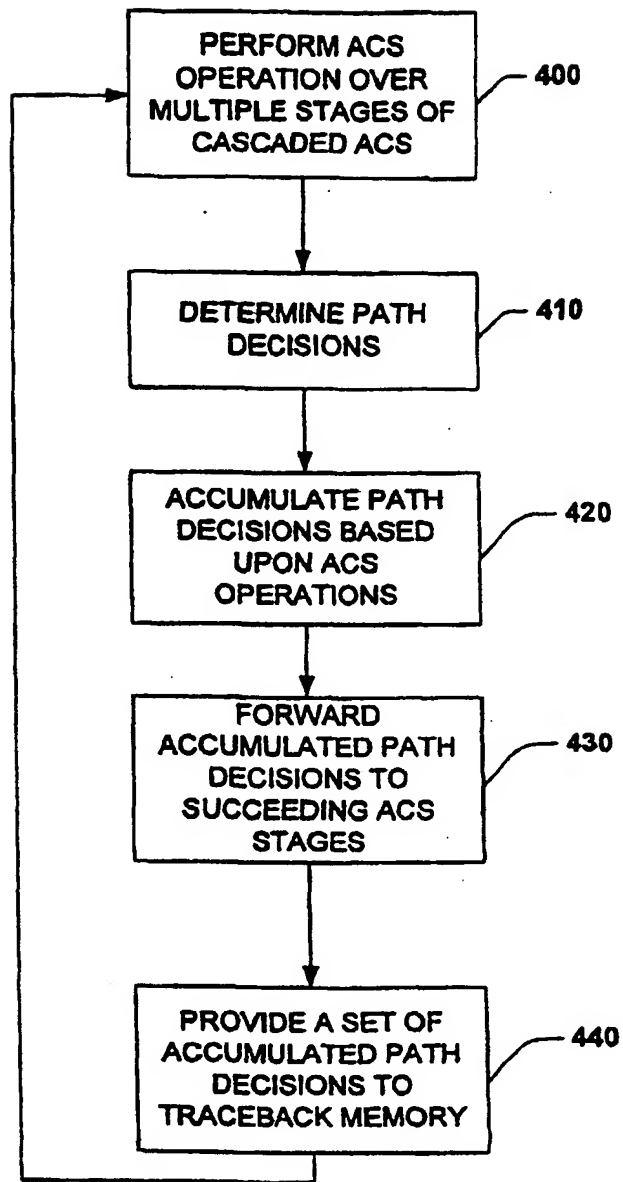 PERFORM ACS
OPERATION OVER
MULTIPLE STAGES OF
CASCADED ACS
400
DETERMINE PATH
DECISIONS
410
ACCUMULATE PATH
DECISIONS BASED
UPON ACS
OPERATIONS
420
FORWARD
ACCUMULATED PATH
DECISIONS TO
SUCCEEDING ACS
STAGES
430
PROVIDE A SET OF
ACCUMULATED PATH
DECISIONS TO
TRACEBACK MEMORY
440